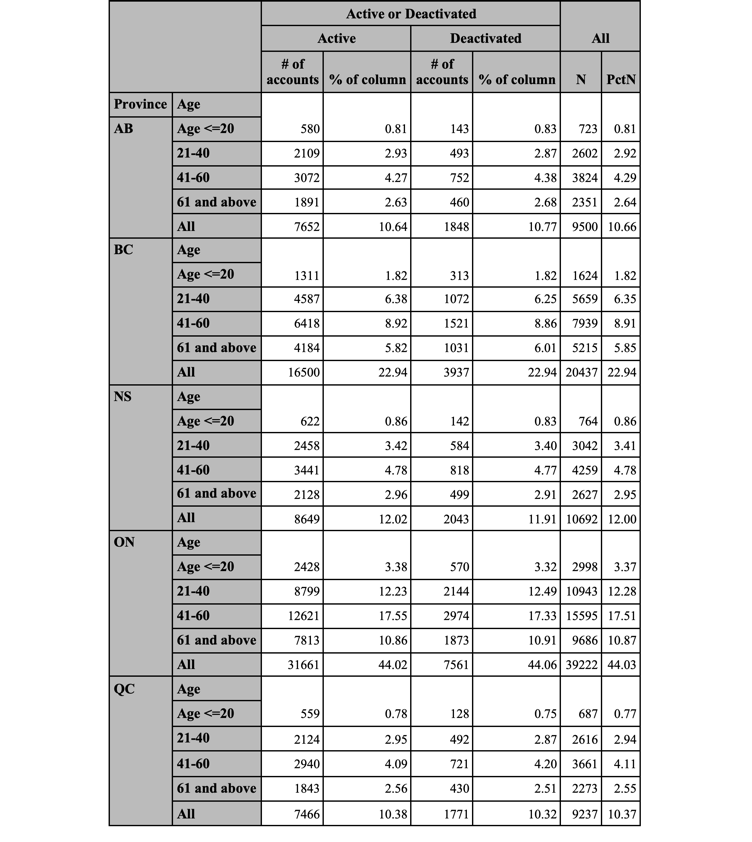 Active or Deactivated
Active Deactivated All
# of accounts % of column # of accounts % of column N PctN
Province Age
AB Age <=20 580 0.81 143 0.83 723 0.81
21-40 2109 2.93 493 2.87 2602 2.92
41-60 3072 4.27 752 4.38 3824 4.29
61 and above 1891 2.63 460 2.68 2351 2.64
All 7652 10.64 1848 10.77 9500 10.66
BC Age
Age <=20 1311 1.82 313 1.82 1624 1.82
21-40 4587 6.38 1072 6.25 5659 6.35
41-60 6418 8.92 1521 8.86 7939 8.91
61 and above 4184 5.82 1031 6.01 5215 5.85
All 16500 22.94 3937 22.94 20437 22.94
NS Age
Age <=20 622 0.86 142 0.83 764 0.86
21-40 2458 3.42 584 3.40 3042 3.41
41-60 3441 4.78 818 4.77 4259 4.78
61 and above 2128 2.96 499 2.91 2627 2.95
All 8649 12.02 2043 11.91 10692 12.00
ON Age
Age <=20 2428 3.38 570 3.32 2998 3.37
21-40 8799 12.23 2144 12.49 10943 12.28
41-60 12621 17.55 2974 17.33 15595 17.51
61 and above 7813 10.86 1873 10.91 9686 10.87
All 31661 44.02 7561 44.06 39222 44.03
QC Age
Age <=20 559 0.78 128 0.75 687 0.77
21-40 2124 2.95 492 2.87 2616 2.94
41-60 2940 4.09 721 4.20 3661 4.11
61 and above 1843 2.56 430 2.51 2273 2.55
All 7466 10.38 1771 10.32 9237 10.37